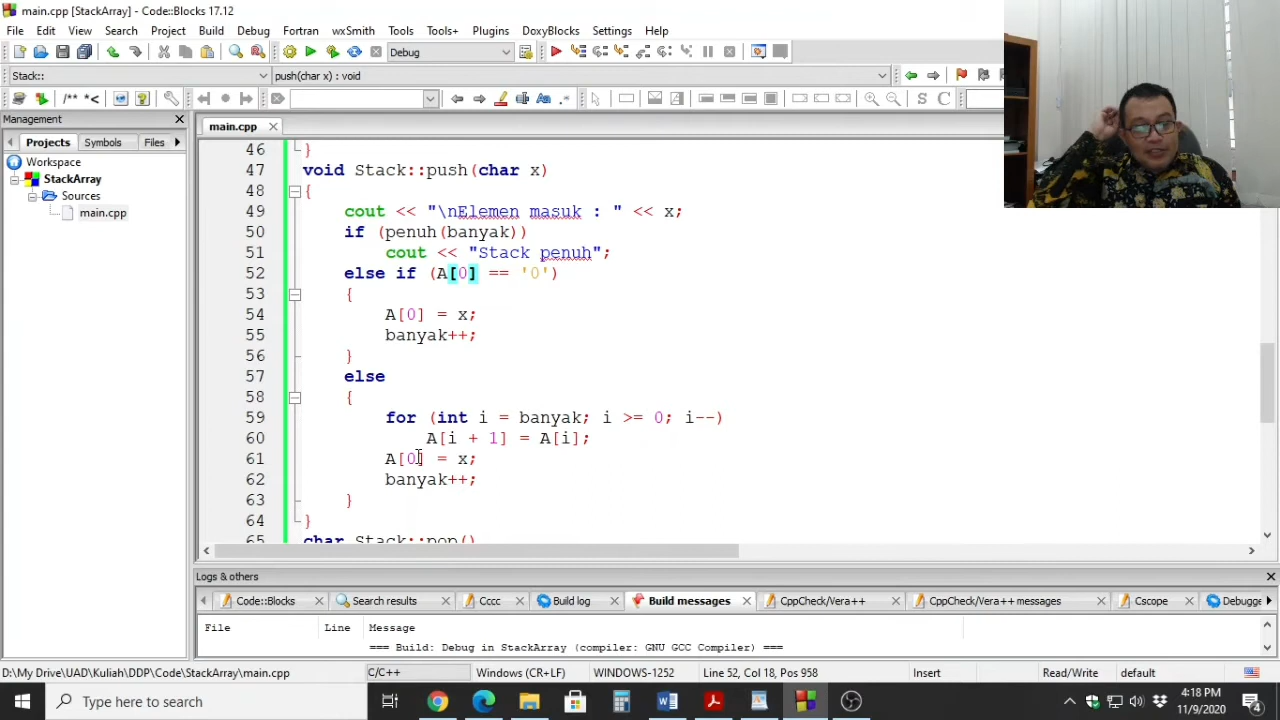 main.cpp [StackArray] - Code::Blocks 17.12
File Edit View Search Project Build Debug Fortran wxSmith Tools Tools+ Plugins DoxyBlocks Settings Help
Debug
Stack:: push(char x) : void
/** *< S C
Management
main.cpp
Projects Symbols Files
Workspace
StackArray
Sources
main.cpp
46 }
47 void Stack::push(char x)
48 {
49 cout << "\nElemen masuk : " << x;
50 if (penuh(banyak))
51 cout << "Stack penuh";
52 else if (A[0] == '0')
53 {
54 A[0] = x;
55 banyak++;
56 }
57 else
58 {
59 for (int i = banyak; i >= 0; i--)
60 A[i + 1] = A[i];
61 A[0] = x;
62 banyak++;
63 }
64 }
65 char Stack::pop()
Logs & others
Code::Blocks Search results Cccc Build log Build messages CppCheck/Vera++ CppCheck/Vera++ messages Cscope Debugge
File Line Message
=== Build: Debug in StackArray (compiler: GNU GCC Compiler) ===
D:\My Drive\UAD\Kuliah\DDP\Code\StackArray\main.cpp C/C++ Windows (CR+LF) WINDOWS-1252 Line 52, Col 18, Pos 958 Insert Read/Write default
Type here to search
4:18 PM
11/9/2020
4